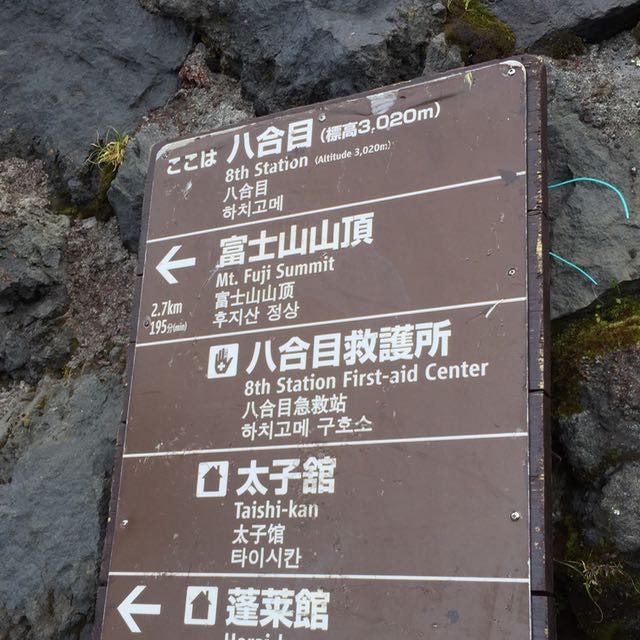 ここは 八合目 (標高3,020m)
8th Station (Altitude 3,020m)
八合目
하치고메
← 富士山山頂
Mt. Fuji Summit
富士山山顶
후지산 정상
2.7km
195分(min)
八合目救護所
8th Station First-aid Center
八合目急救站
하치고메 구호소
太子舘
Taishi-kan
太子馆
타이시칸
← 蓬莱館